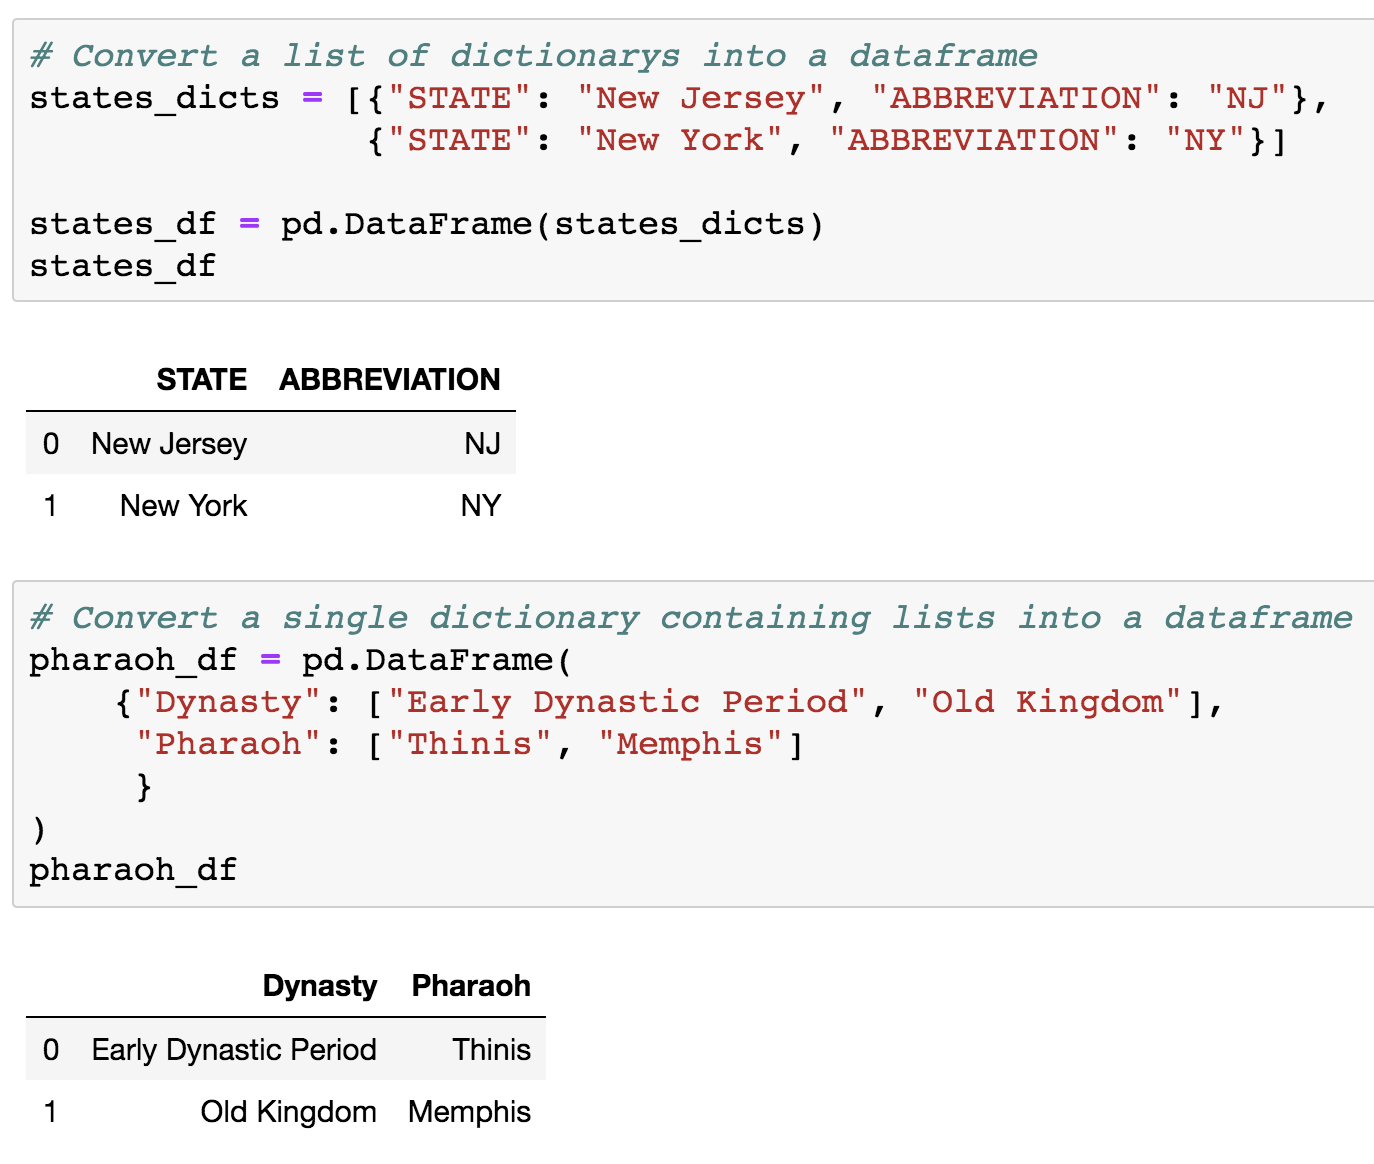 # Convert a list of dictionarys into a dataframe
states_dicts = [{"STATE": "New Jersey", "ABBREVIATION": "NJ"},
                {"STATE": "New York", "ABBREVIATION": "NY"}]
states_df = pd.DataFrame(states_dicts)
states_df
STATE ABBREVIATION
0 New Jersey NJ
1 New York NY
# Convert a single dictionary containing lists into a dataframe
pharaoh_df = pd.DataFrame(
    {"Dynasty": ["Early Dynastic Period", "Old Kingdom"],
     "Pharaoh": ["Thinis", "Memphis"]
     }
)
pharaoh_df
Dynasty Pharaoh
0 Early Dynastic Period Thinis
1 Old Kingdom Memphis